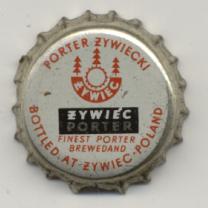 PORTER ŻYWIECKI
ŻYWIEC
ŻYWIEC
PORTER
FINEST PORTER
BREWEDAND
BOTTLED·AT·ŻYWIEC·POLAND